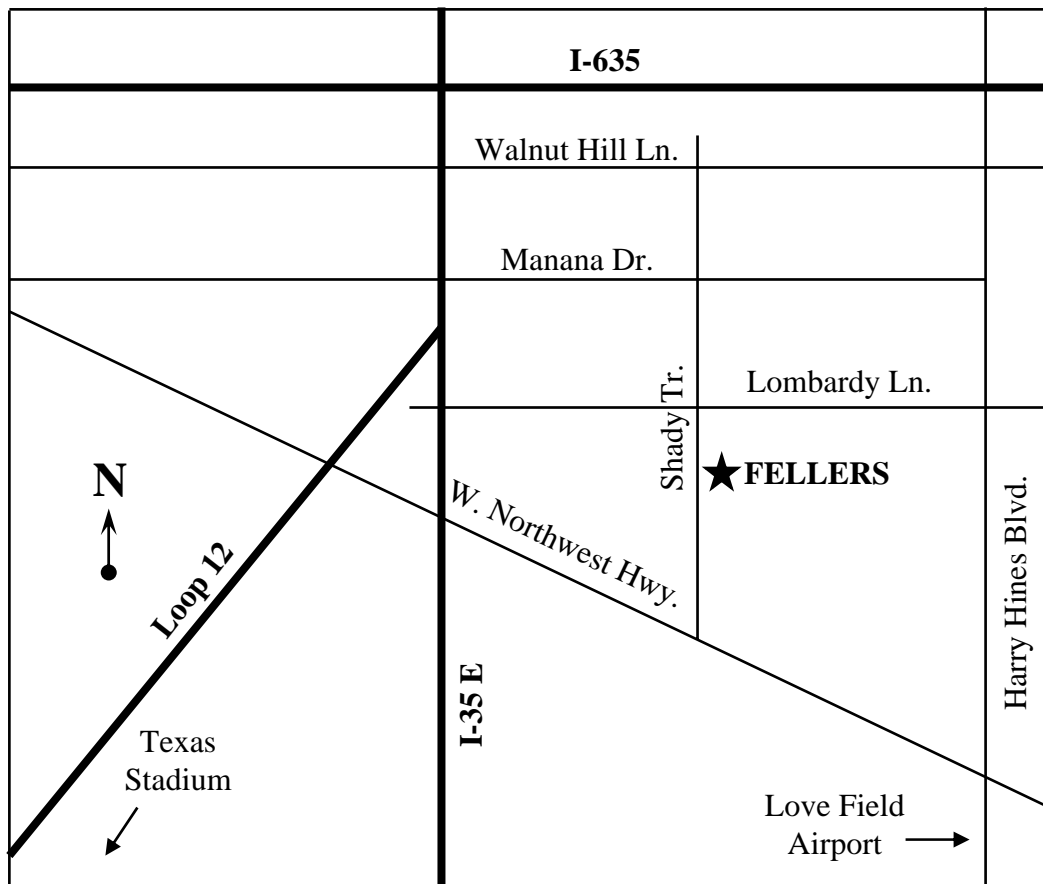 I-635
Walnut Hill Ln.
Manana Dr.
Lombardy Ln.
Shady Tr.
FELLERS
N
W. Northwest Hwy.
Harry Hines Blvd.
Loop 12
I-35 E
Texas
Stadium
Love Field
Airport